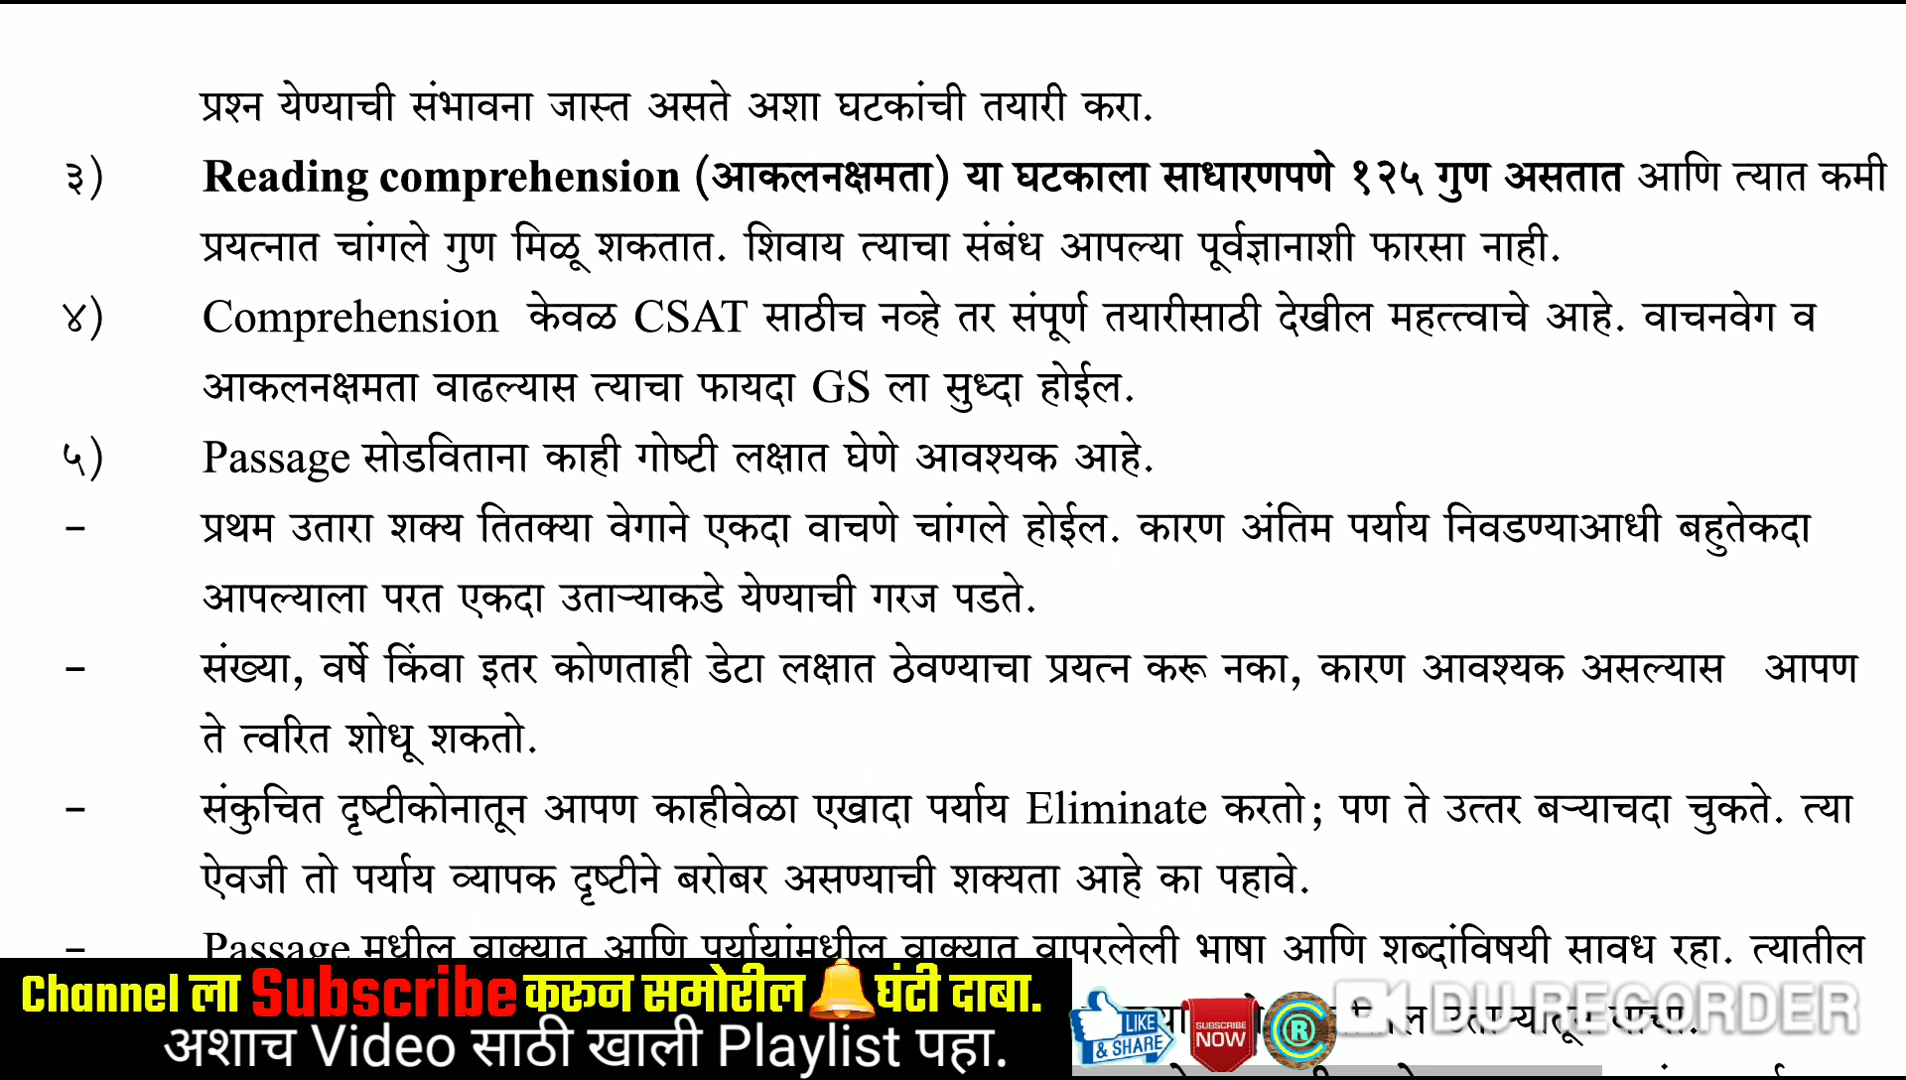 प्रश्न येण्याची संभावना जास्त असते अशा घटकांची तयारी करा.
३) Reading comprehension (आकलनक्षमता) या घटकाला साधारणपणे १२५ गुण असतात आणि त्यात कमी
प्रयत्नात चांगले गुण मिळू शकतात. शिवाय त्याचा संबंध आपल्या पूर्वज्ञानाशी फारसा नाही.
४) Comprehension केवळ CSAT साठीच नव्हे तर संपूर्ण तयारीसाठी देखील महत्त्वाचे आहे. वाचनवेग व
आकलनक्षमता वाढल्यास त्याचा फायदा GS ला सुध्दा होईल.
५) Passage सोडविताना काही गोष्टी लक्षात घेणे आवश्यक आहे.
– प्रथम उतारा शक्य तितक्या वेगाने एकदा वाचणे चांगले होईल. कारण अंतिम पर्याय निवडण्याआधी बहुतेकदा
आपल्याला परत एकदा उताऱ्याकडे येण्याची गरज पडते.
– संख्या, वर्षे किंवा इतर कोणताही डेटा लक्षात ठेवण्याचा प्रयत्न करू नका, कारण आवश्यक असल्यास आपण
ते त्वरित शोधू शकतो.
– संकुचित दृष्टीकोनातून आपण काहीवेळा एखादा पर्याय Eliminate करतो; पण ते उत्तर बऱ्याचदा चुकते. त्या
ऐवजी तो पर्याय व्यापक दृष्टीने बरोबर असण्याची शक्यता आहे का पहावे.
– Passage मधील वाक्यात आणि पर्यायांमधील वाक्यात वापरलेली भाषा आणि शब्दांविषयी सावध रहा. त्यातील
Channel ला Subscribe करून समोरील घंटी दाबा.
अशाच Video साठी खाली Playlist पहा.
LIKE
& SHARE
SUBSCRIBE
NOW
R
DU RECORDER